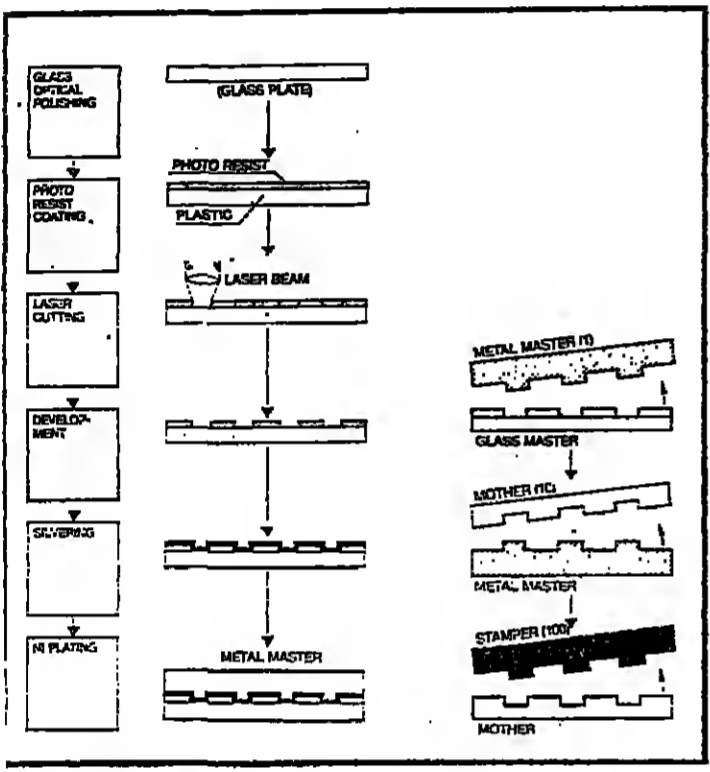 GLASS
OPTICAL
POLISHING
PHOTO
RESIST
COATING
LASER
CUTTING
DEVELOP-
MENT
SILVERING
NI PLATING
(GLASS PLATE)
PHOTO RESIST
PLASTIC
LASER BEAM
METAL MASTER
METAL MASTER (1)
GLASS MASTER
MOTHER (10)
METAL MASTER
STAMPER (100)
MOTHER